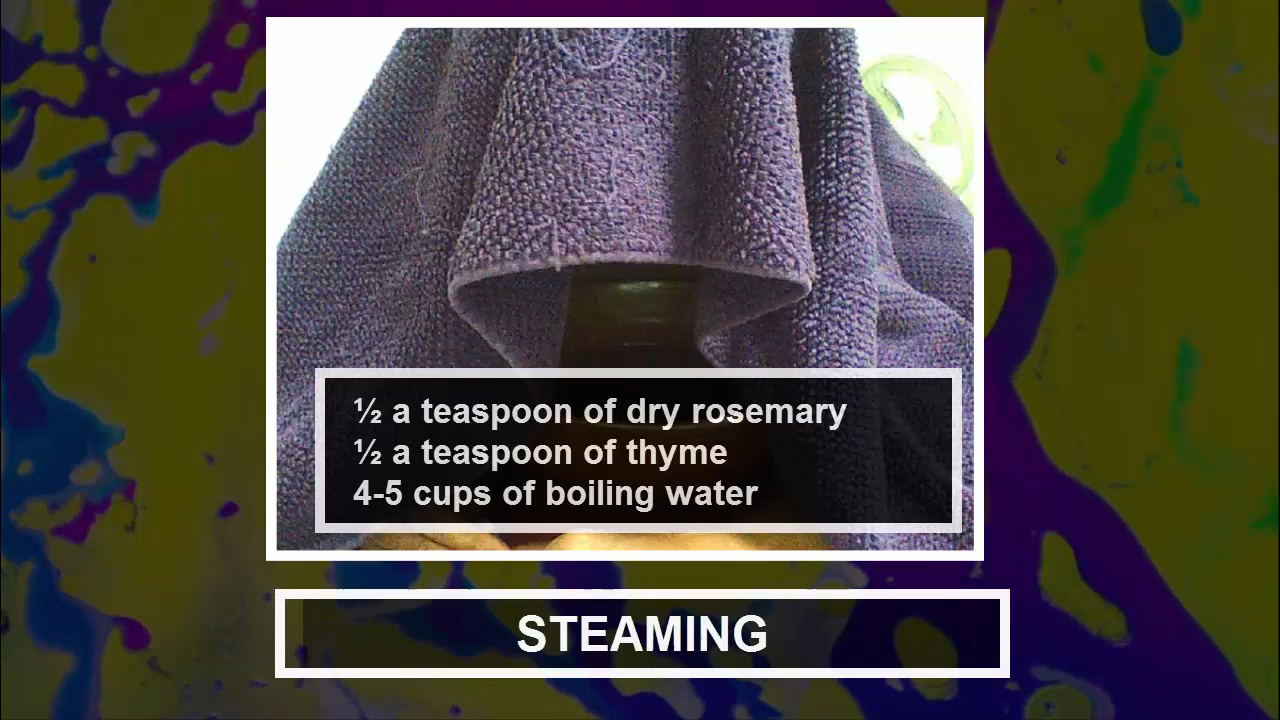 ½ a teaspoon of dry rosemary
½ a teaspoon of thyme
4-5 cups of boiling water
STEAMING